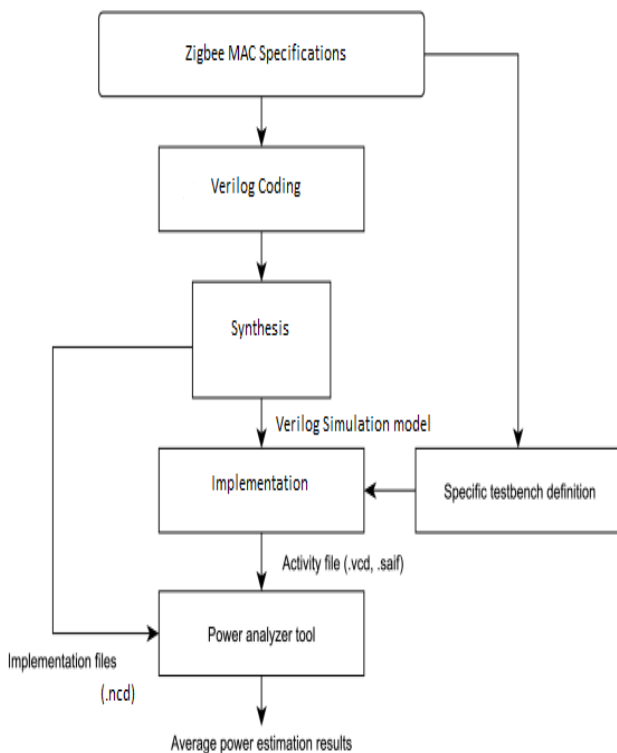 Zigbee MAC Specifications
Verilog Coding
Synthesis
Verilog Simulation model
Implementation
Specific testbench definition
Activity file (.vcd, .saif)
Power analyzer tool
Implementation files
(.ncd)
Average power estimation results